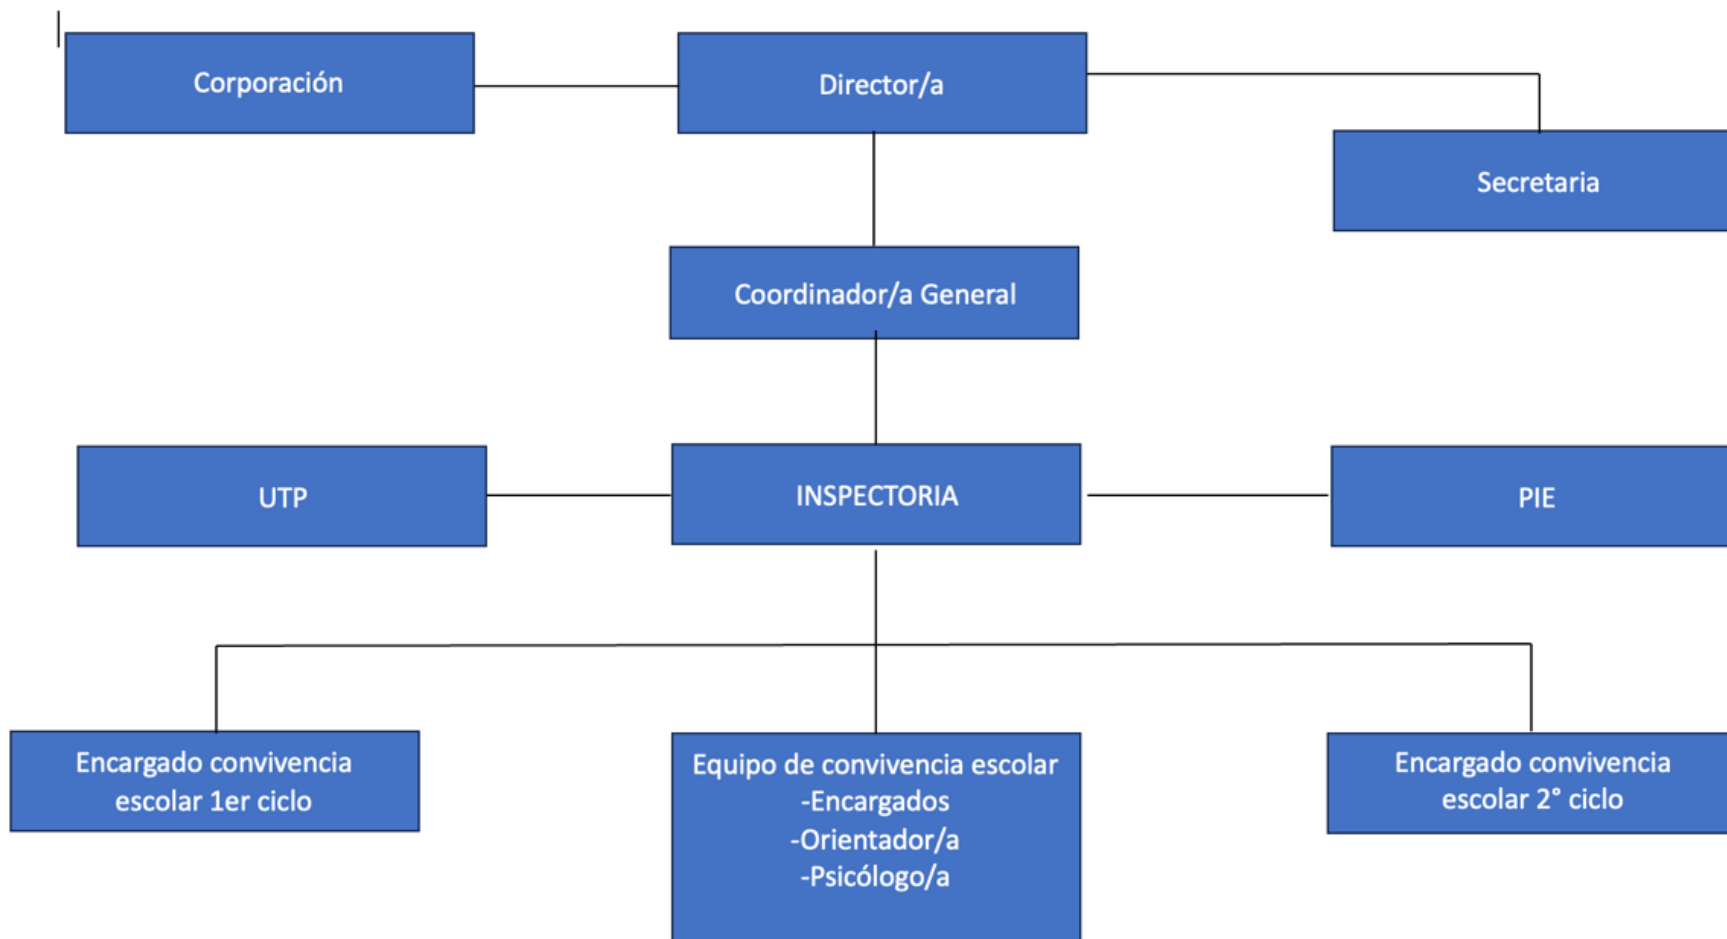 Corporación
Director/a
Secretaria
Coordinador/a General
UTP
INSPECTORIA
PIE
Encargado convivencia
escolar 1er ciclo
Equipo de convivencia escolar
-Encargados
-Orientador/a
-Psicólogo/a
Encargado convivencia
escolar 2° ciclo